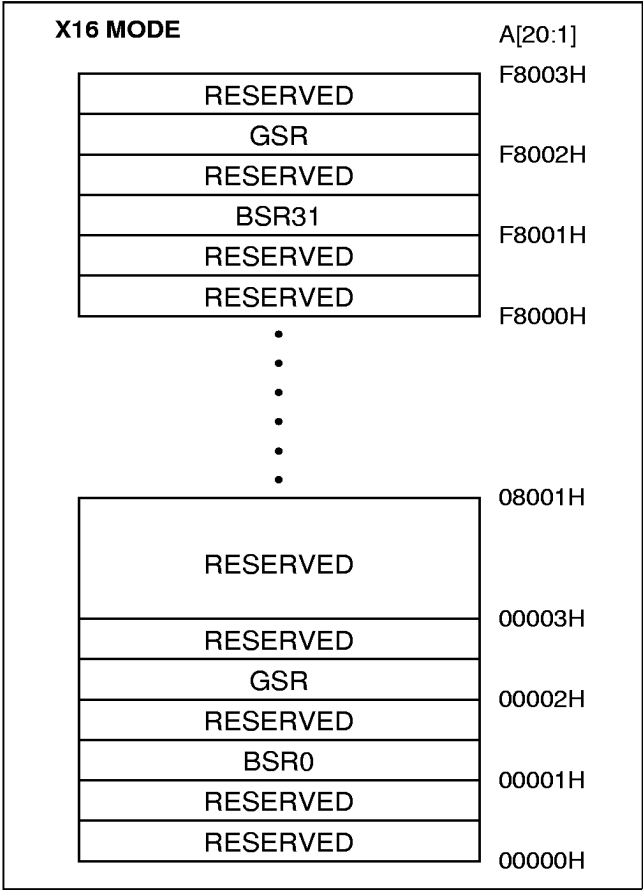 X16 MODE
A[20:1]
F8003H
RESERVED
GSR
F8002H
RESERVED
BSR31
F8001H
RESERVED
RESERVED
F8000H
08001H
RESERVED
00003H
RESERVED
GSR
00002H
RESERVED
BSR0
00001H
RESERVED
RESERVED
00000H